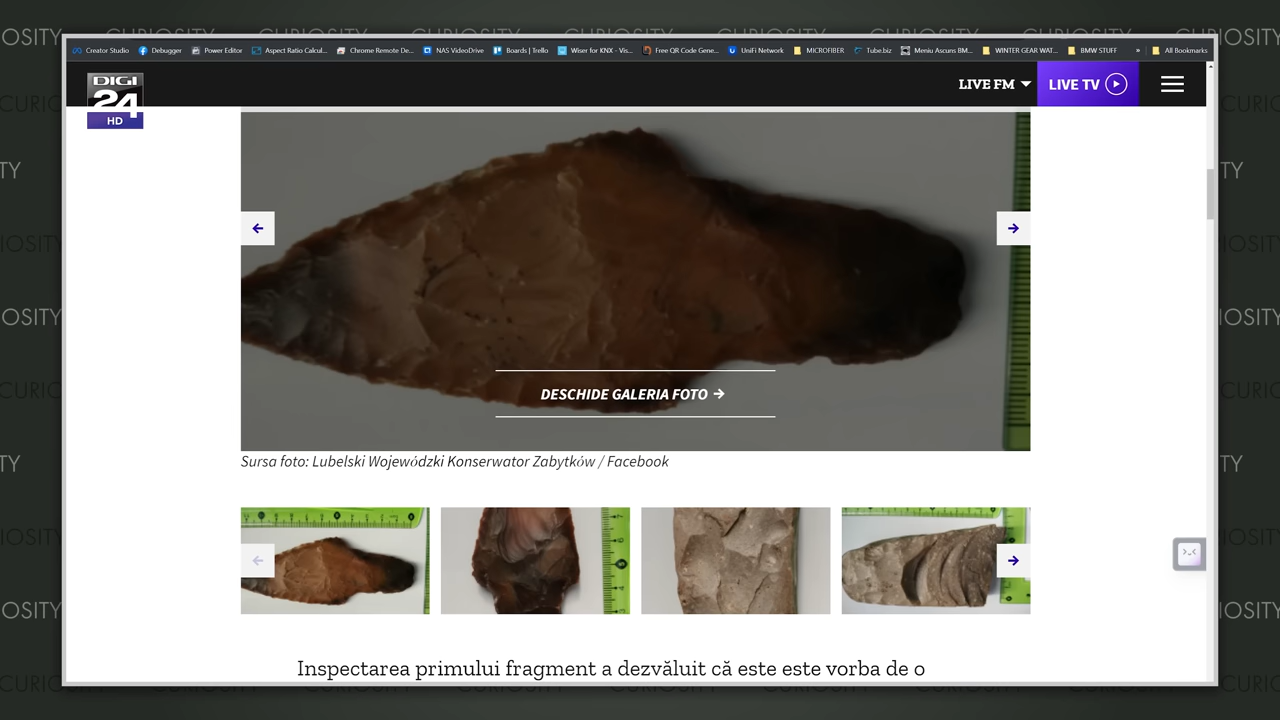 Creator Studio
Debugger
Power Editor
Aspect Ratio Calcul...
Chrome Remote De...
NAS VideoDrive
Boards | Trello
Wiser for KNX - Vis...
Free QR Code Gene...
UniFi Network
MICROFIBER
Tube.biz
Meniu Ascuns BM...
WINTER GEAR WAT...
BMW STUFF
»
All Bookmarks
DIGI
24
HD
LIVE FM
LIVE TV
DESCHIDE GALERIA FOTO →
Sursa foto: Lubelski Wojewódzki Konserwator Zabytków / Facebook
Inspectarea primului fragment a dezvăluit că este este vorba de o